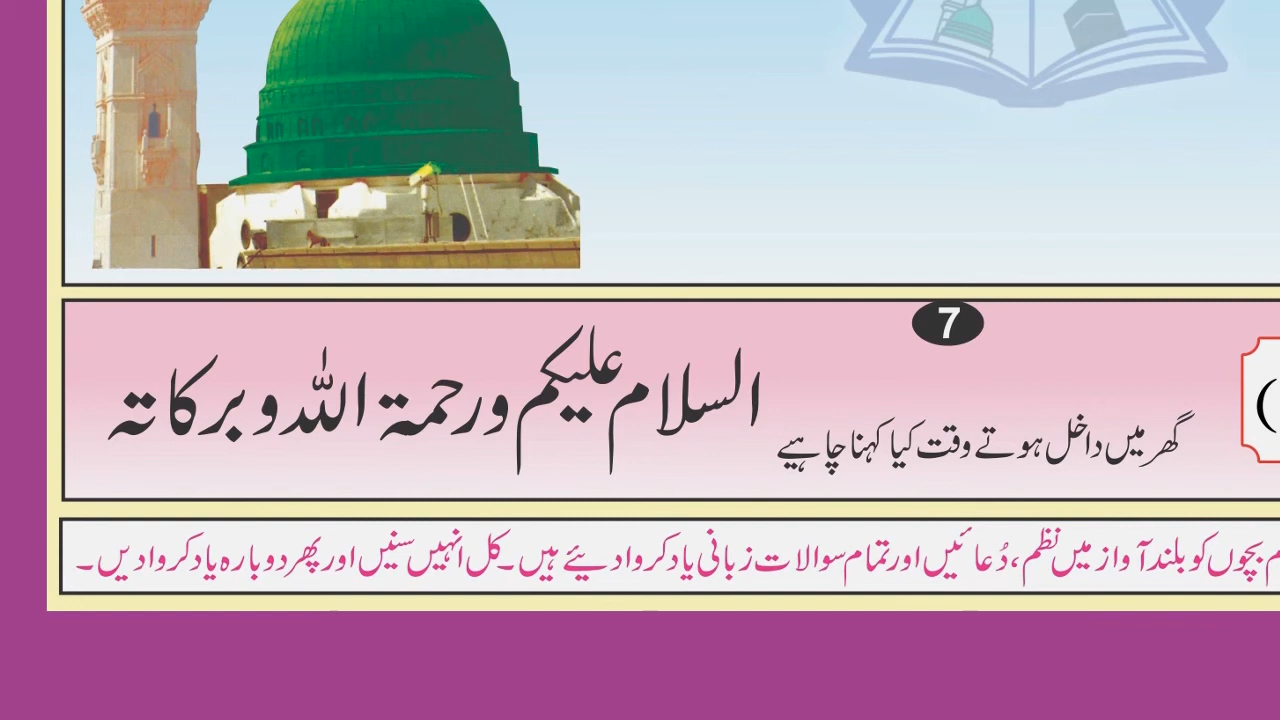 7
گھر میں داخل ہوتے وقت کیا کہنا چاہیے
السلام علیکم ورحمۃ اللہ و برکاتہ
بچوں کو بلند آواز میں نظم، دُعائیں اور تمام سوالات زبانی یاد کروا دیئے ہیں۔ کل انہیں سنیں اور پھر دوبارہ یاد کروا دیں۔